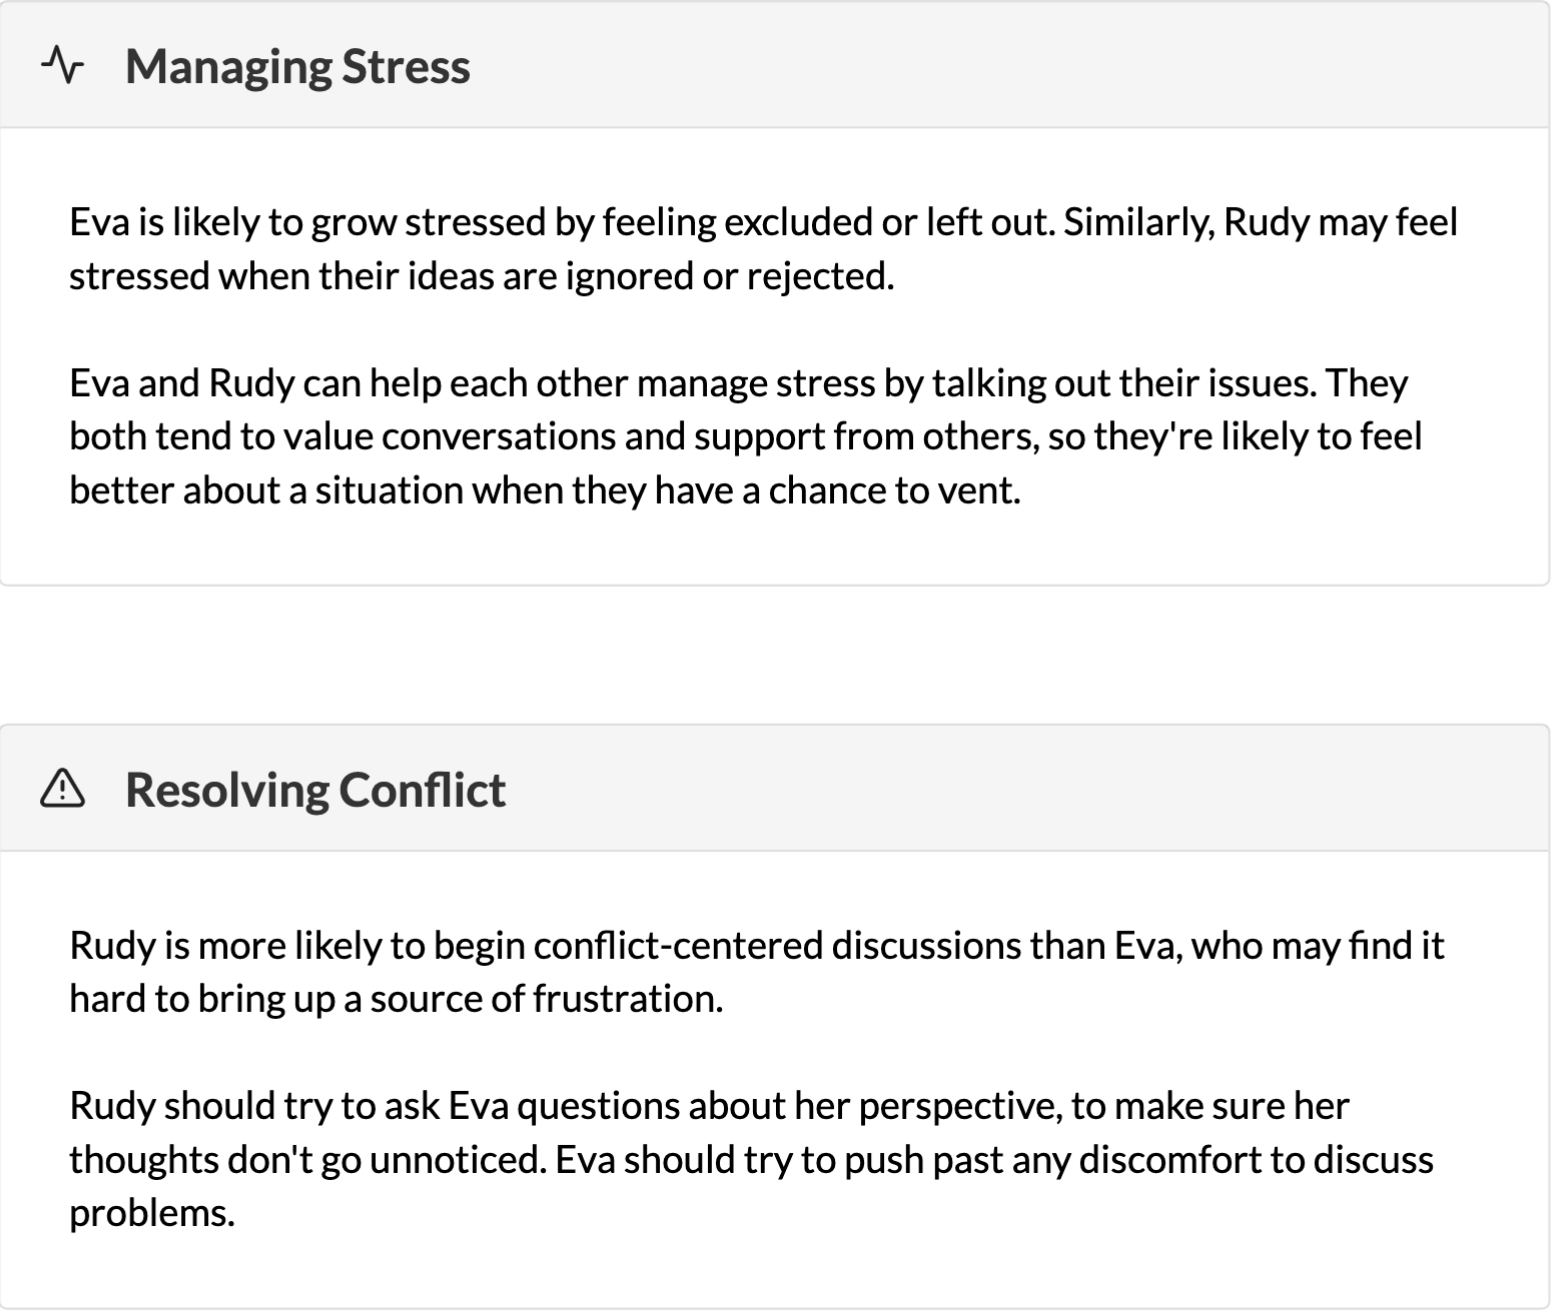 Managing Stress
Eva is likely to grow stressed by feeling excluded or left out. Similarly, Rudy may feel
stressed when their ideas are ignored or rejected.
Eva and Rudy can help each other manage stress by talking out their issues. They
both tend to value conversations and support from others, so they're likely to feel
better about a situation when they have a chance to vent.
Resolving Conflict
Rudy is more likely to begin conflict-centered discussions than Eva, who may find it
hard to bring up a source of frustration.
Rudy should try to ask Eva questions about her perspective, to make sure her
thoughts don't go unnoticed. Eva should try to push past any discomfort to discuss
problems.